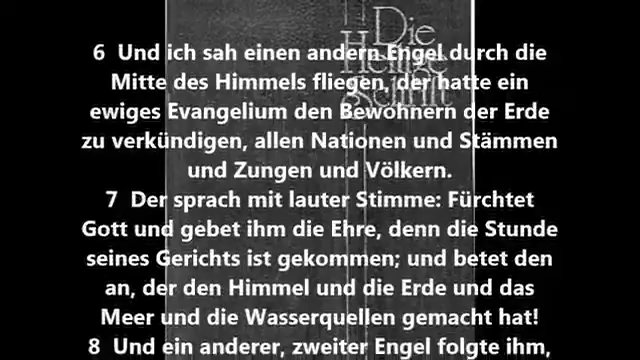 Die
Heilige
Schrift
6 Und ich sah einen andern Engel durch die
Mitte des Himmels fliegen, der hatte ein
ewiges Evangelium den Bewohnern der Erde
zu verkündigen, allen Nationen und Stämmen
und Zungen und Völkern.
7 Der sprach mit lauter Stimme: Fürchtet
Gott und gebet ihm die Ehre, denn die Stunde
seines Gerichts ist gekommen; und betet den
an, der den Himmel und die Erde und das
Meer und die Wasserquellen gemacht hat!
8 Und ein anderer, zweiter Engel folgte ihm,